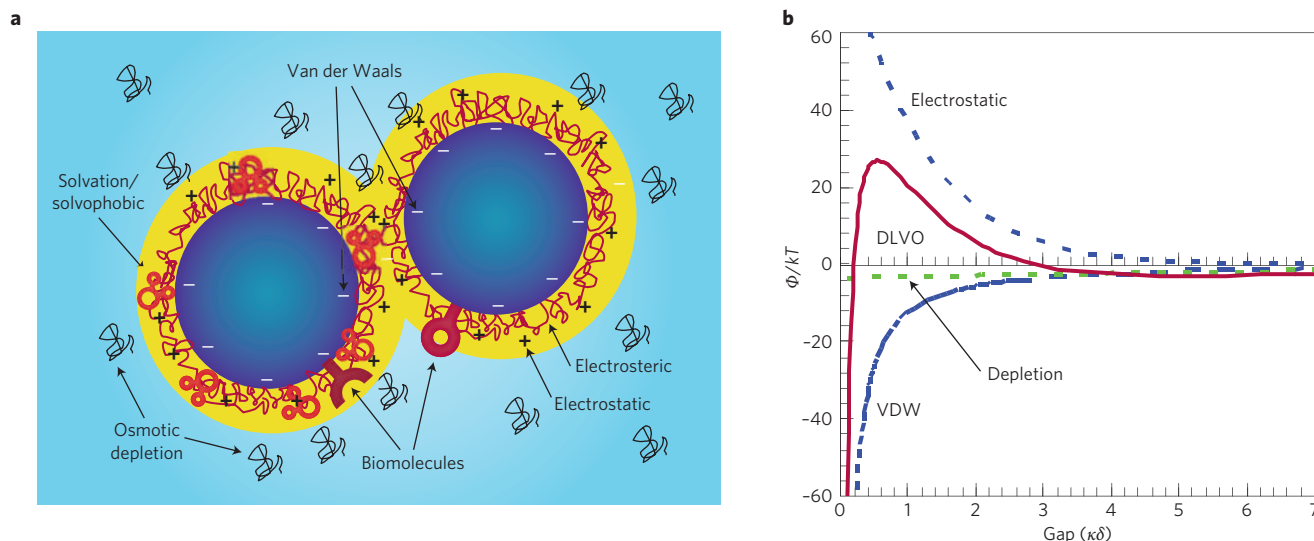 a
Van der Waals
Solvation/
solvophobic
Electrosteric
Electrostatic
Osmotic
depletion
Biomolecules
+
−
b
60
40
20
0
-20
-40
-60
Φ/kT
Electrostatic
DLVO
Depletion
VDW
0 1 2 3 4 5 6 7
Gap (κδ)